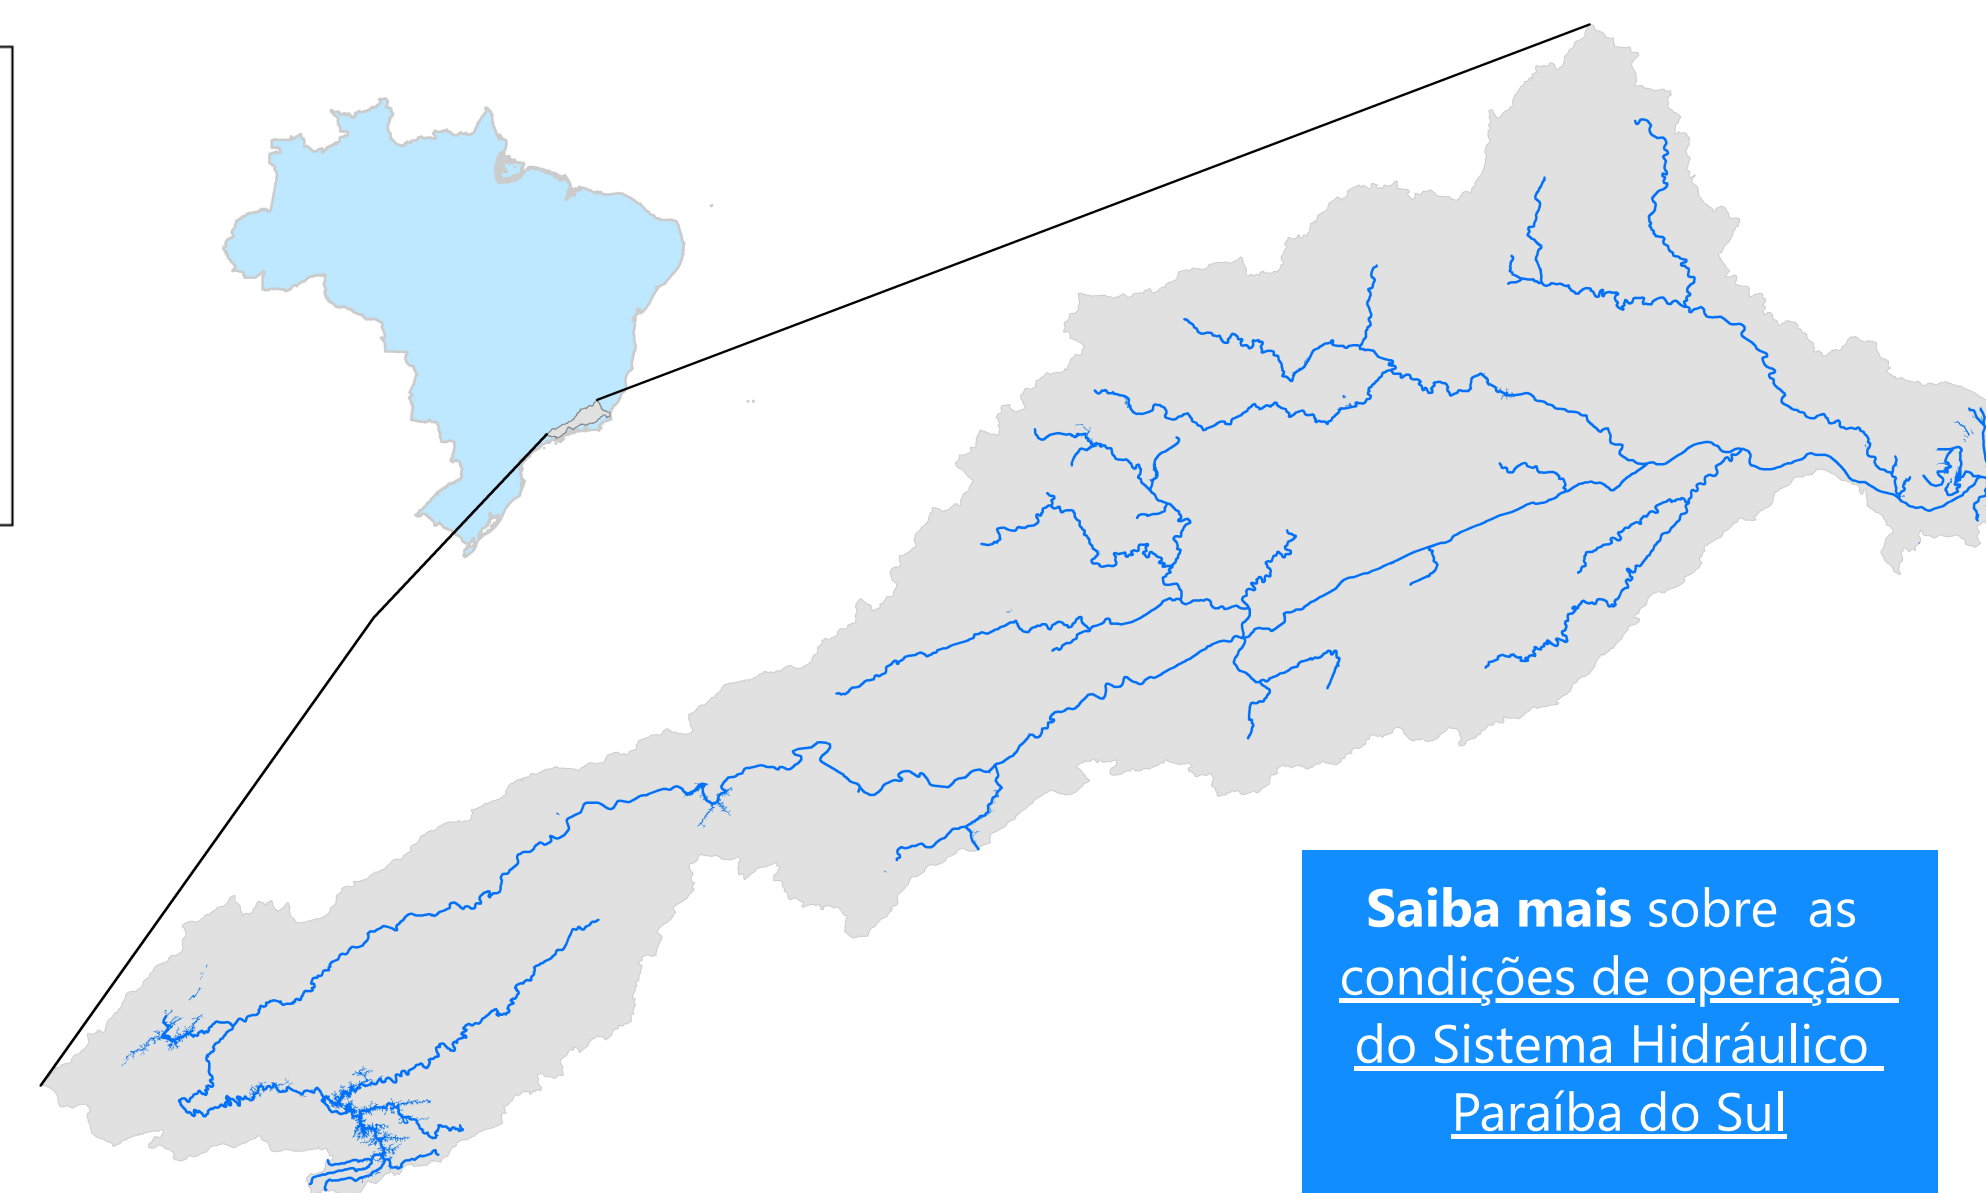 Saiba mais sobre as
condições de operação
do Sistema Hidráulico
Paraíba do Sul